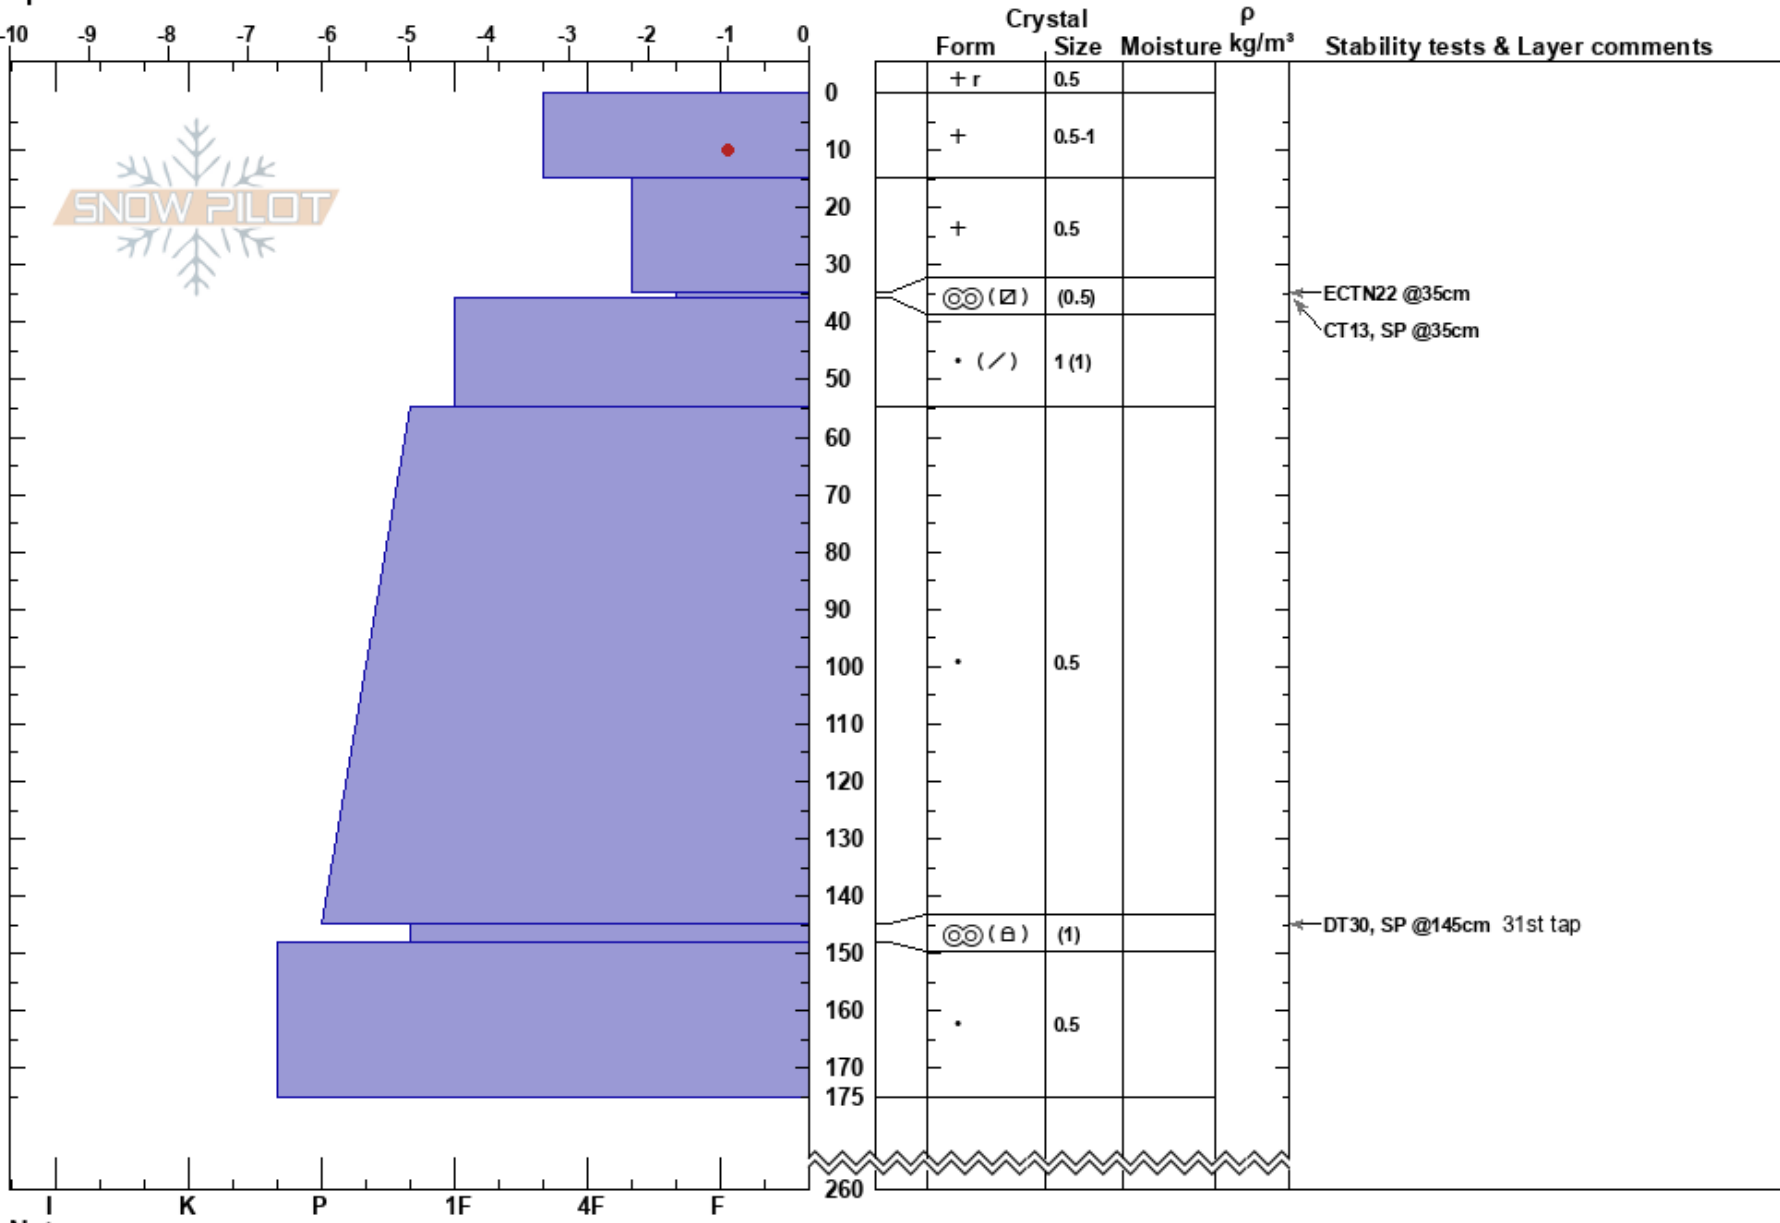 -10 -9 -8 -7 -6 -5 -4 -3 -2 -1 0
Crystal ρ
Form Size Moisture kg/m³ Stability tests & Layer comments
r 0.5
0
0.5-1
10
SNOW PILOT
20
0.5
30
(0.5) ECTN22 @35cm
40 CT13, SP @35cm
1 (1)
50
60
70
80
90
100 0.5
110
120
130
140
DT30, SP @145cm 31st tap
(1)
150
160
0.5
170
175
260
I K P 1F 4F F